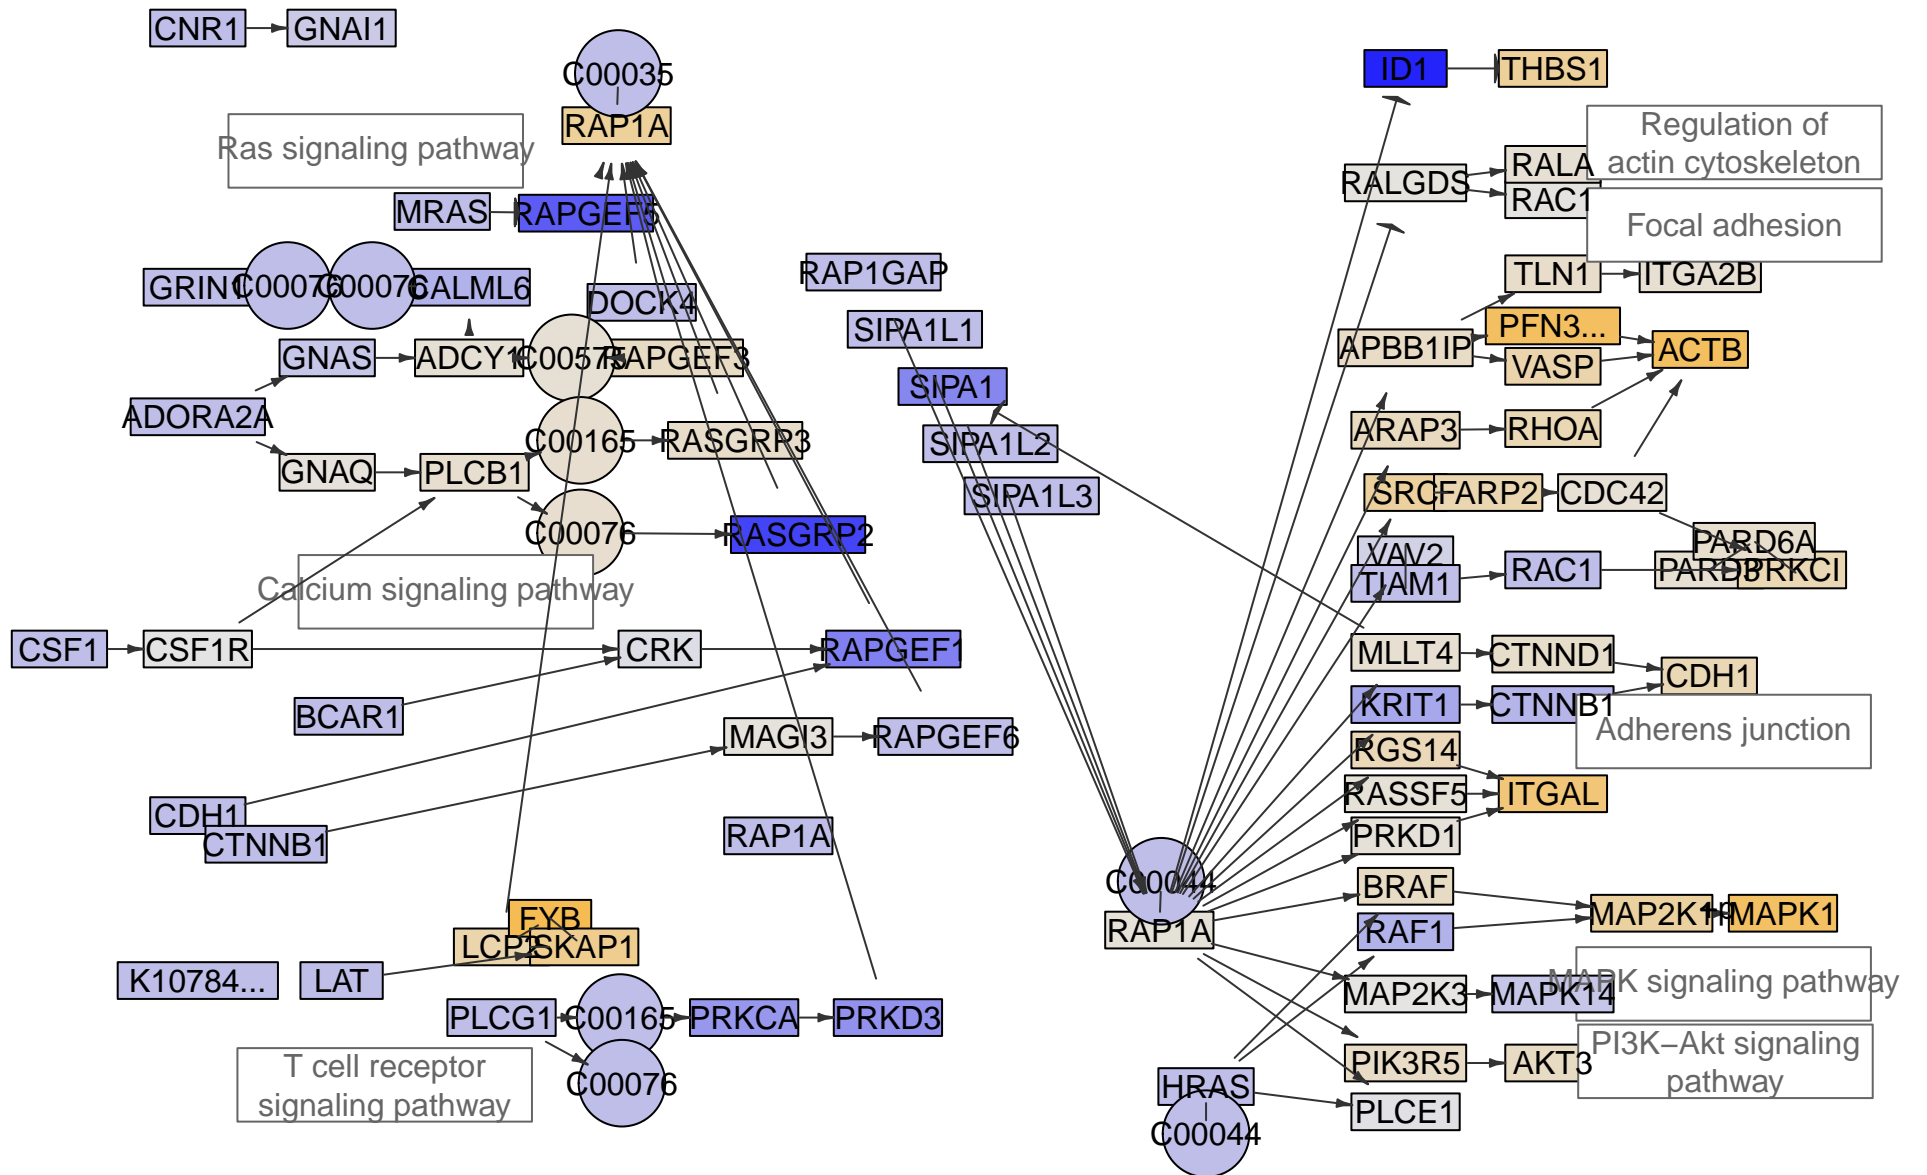 CNR1
GNAI1
C00035
RAP1A
Ras signaling pathway
MRAS
RAPGEF5
GRIN1
C00076
C00076
CALML6
DOCK4
GNAS
ADCY1
C00575
RAPGEF3
ADORA2A
C00165
RASGRP3
GNAQ
PLCB1
C00076
RASGRP2
Calcium signaling pathway
CSF1
CSF1R
CRK
RAPGEF1
BCAR1
MAGI3
RAPGEF6
CDH1
CTNNB1
RAP1A
FYB
LCP2
SKAP1
K10784...
LAT
PLCG1
C00165
PRKCA
PRKD3
C00076
T cell receptor
signaling pathway
RAP1GAP
SIPA1L1
SIPA1
SIPA1L2
SIPA1L3
C00044
RAP1A
HRAS
C00044
ID1
THBS1
Regulation of
actin cytoskeleton
RALGDS
RALA
RAC1
Focal adhesion
TLN1
ITGA2B
APBB1IP
PFN3...
VASP
ACTB
ARAP3
RHOA
SRC
FARP2
CDC42
VAV2
TIAM1
RAC1
PARD6A
PARD3
PRKCI
MLLT4
CTNND1
CDH1
KRIT1
CTNNB1
Adherens junction
RGS14
RASSF5
ITGAL
PRKD1
BRAF
RAF1
MAP2K1
+p
MAPK1
MAP2K3
MAPK14
MAPK signaling pathway
PIK3R5
AKT3
PI3K−Akt signaling
pathway
PLCE1